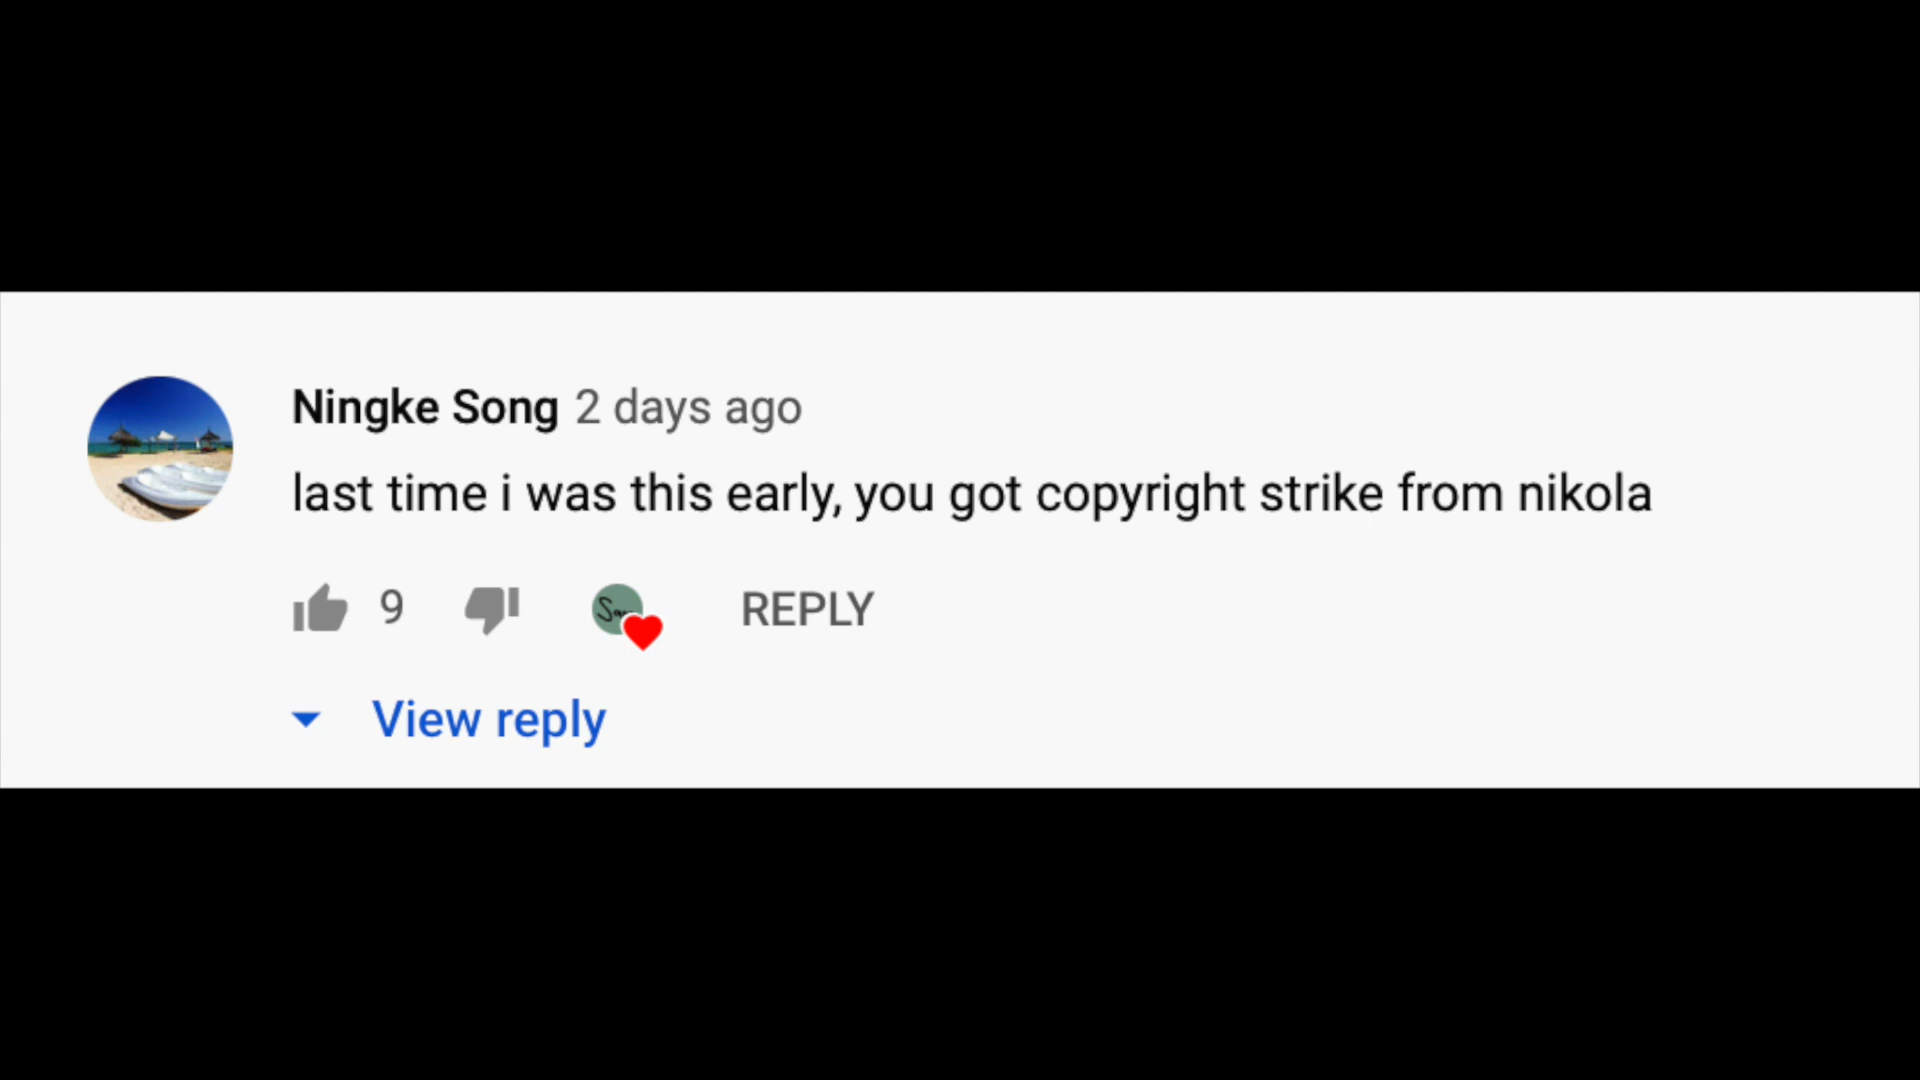 Ningke Song 2 days ago
last time i was this early, you got copyright strike from nikola
9 REPLY
View reply